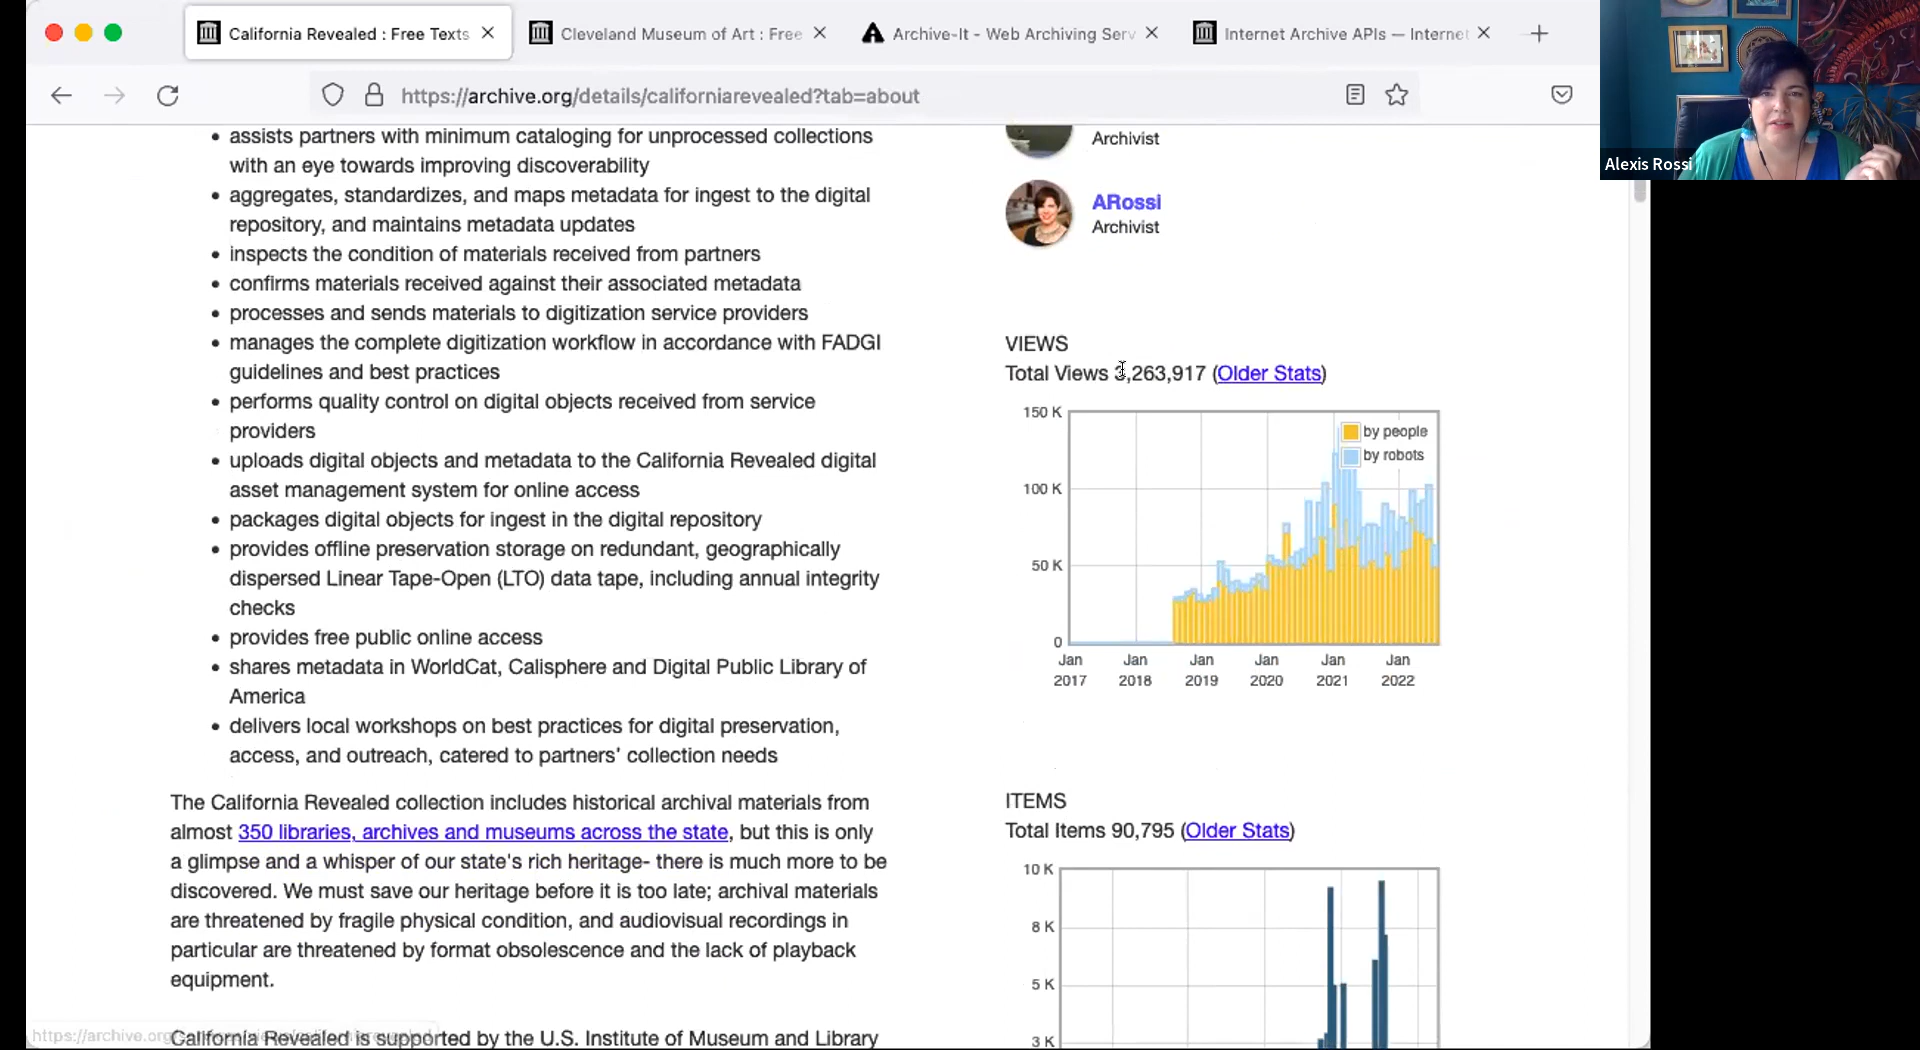 California Revealed : Free Texts
Cleveland Museum of Art : Free
Archive-It - Web Archiving Serv
Internet Archive APIs — Internet
https://archive.org/details/californiarevealed?tab=about
Alexis Rossi
assists partners with minimum cataloging for unprocessed collections
with an eye towards improving discoverability
aggregates, standardizes, and maps metadata for ingest to the digital
repository, and maintains metadata updates
inspects the condition of materials received from partners
confirms materials received against their associated metadata
processes and sends materials to digitization service providers
manages the complete digitization workflow in accordance with FADGI
guidelines and best practices
performs quality control on digital objects received from service
providers
uploads digital objects and metadata to the California Revealed digital
asset management system for online access
packages digital objects for ingest in the digital repository
provides offline preservation storage on redundant, geographically
dispersed Linear Tape-Open (LTO) data tape, including annual integrity
checks
provides free public online access
shares metadata in WorldCat, Calisphere and Digital Public Library of
America
delivers local workshops on best practices for digital preservation,
access, and outreach, catered to partners' collection needs
The California Revealed collection includes historical archival materials from
almost 350 libraries, archives and museums across the state, but this is only
a glimpse and a whisper of our state's rich heritage- there is much more to be
discovered. We must save our heritage before it is too late; archival materials
are threatened by fragile physical condition, and audiovisual recordings in
particular are threatened by format obsolescence and the lack of playback
equipment.
California Revealed is supported by the U.S. Institute of Museum and Library
https://archive.org
Archivist
ARossi
Archivist
VIEWS
Total Views 3,263,917 (Older Stats)
150 K
by people
by robots
100 K
50 K
0
Jan Jan Jan Jan Jan Jan
2017 2018 2019 2020 2021 2022
ITEMS
Total Items 90,795 (Older Stats)
10 K
8 K
5 K
3 K